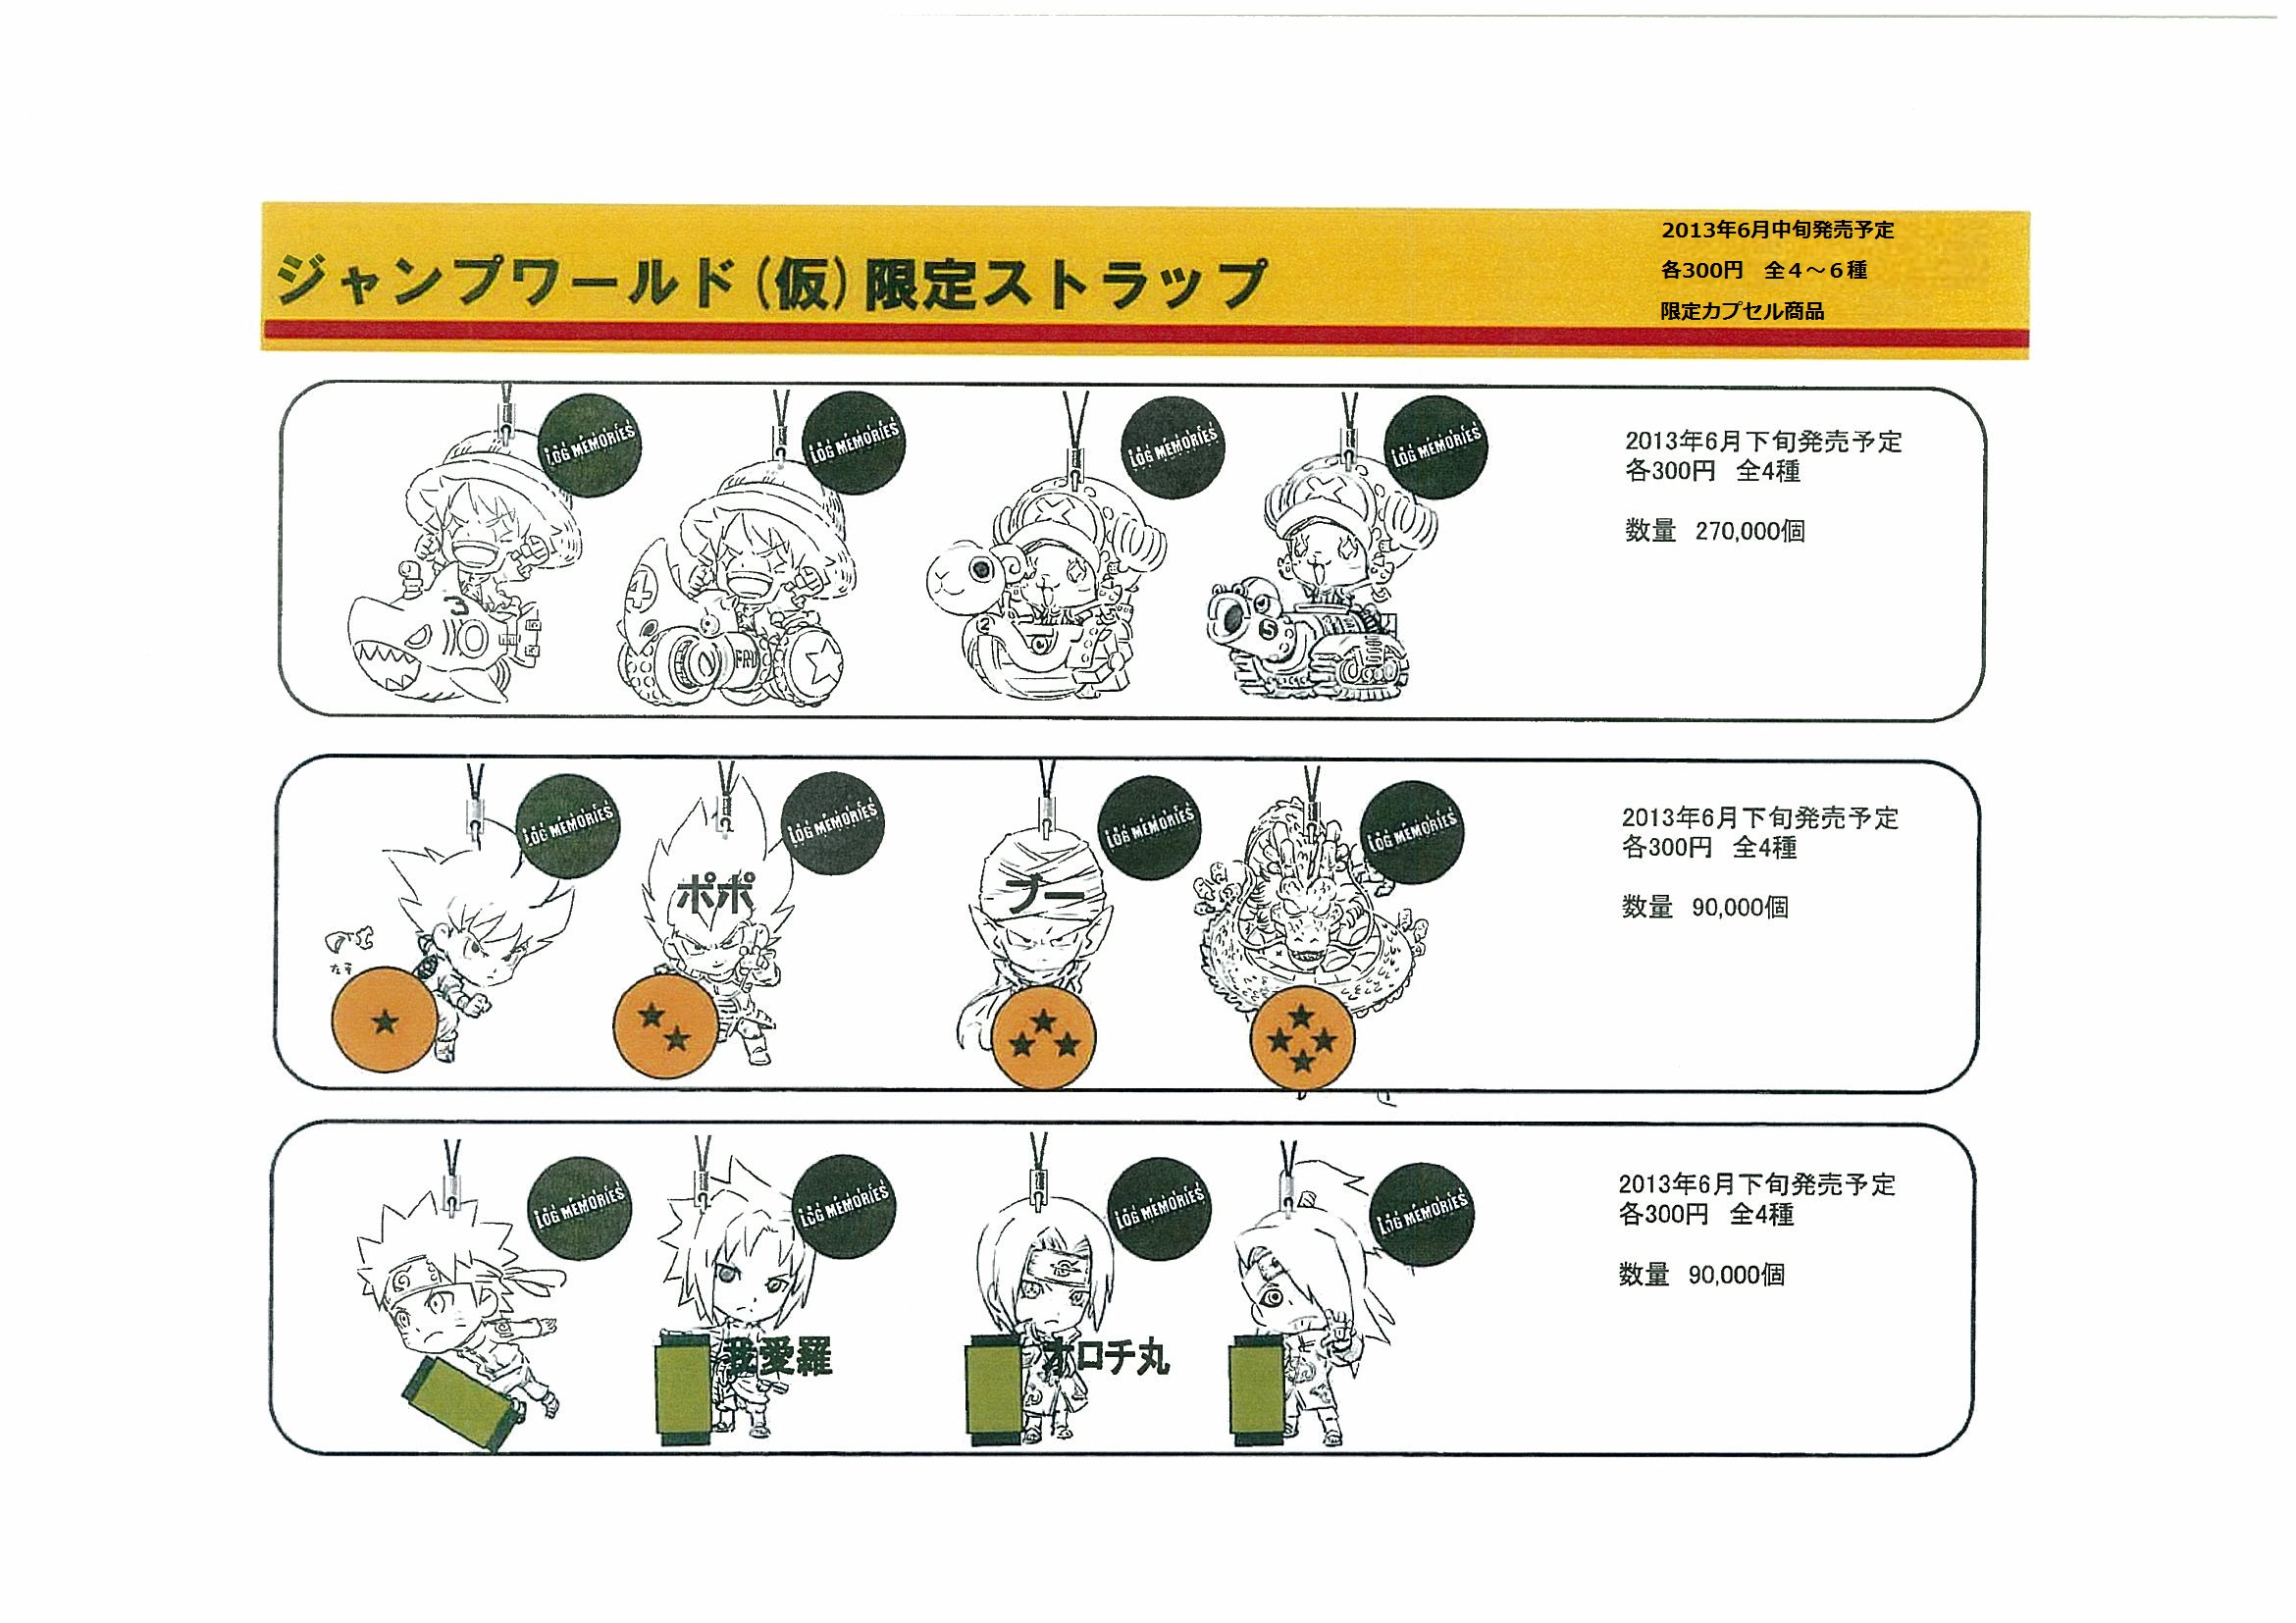 ジャンプワールド(仮)限定ストラップ
2013年6月中旬発売予定
各300円　全4～6種
限定カプセル商品
LOG MEMORIES
LOG MEMORIES
LOG MEMORIES
LOG MEMORIES
3
4
2
5
2013年6月下旬発売予定
各300円　全4種
数量　270,000個
LOG MEMORIES
LOG MEMORIES
LOG MEMORIES
LOG MEMORIES
ポポ
ブー
2013年6月下旬発売予定
各300円　全4種
数量　90,000個
LOG MEMORIES
LOG MEMORIES
LOG MEMORIES
LOG MEMORIES
我愛羅
オロチ丸
2013年6月下旬発売予定
各300円　全4種
数量　90,000個